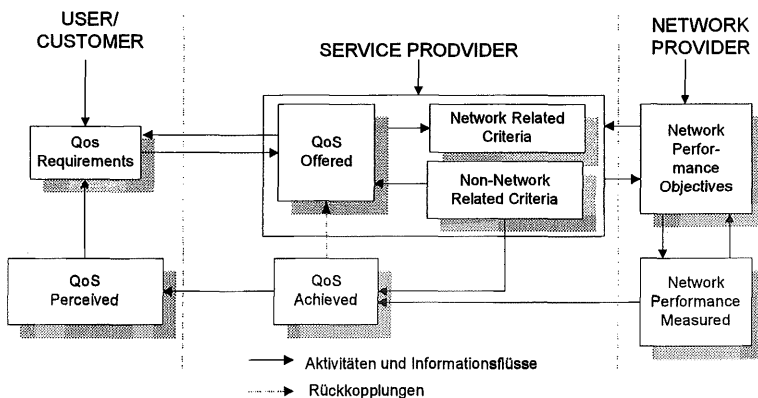 USER/
CUSTOMER
SERVICE PRODVIDER
NETWORK
PROVIDER
Qos
Requirements
QoS
Offered
Network Related
Criteria
Non-Network
Related Criteria
Network
Perfor-
mance
Objectives
QoS
Perceived
QoS
Achieved
Network
Performance
Measured
Aktivitäten und Informationsflüsse
Rückkopplungen